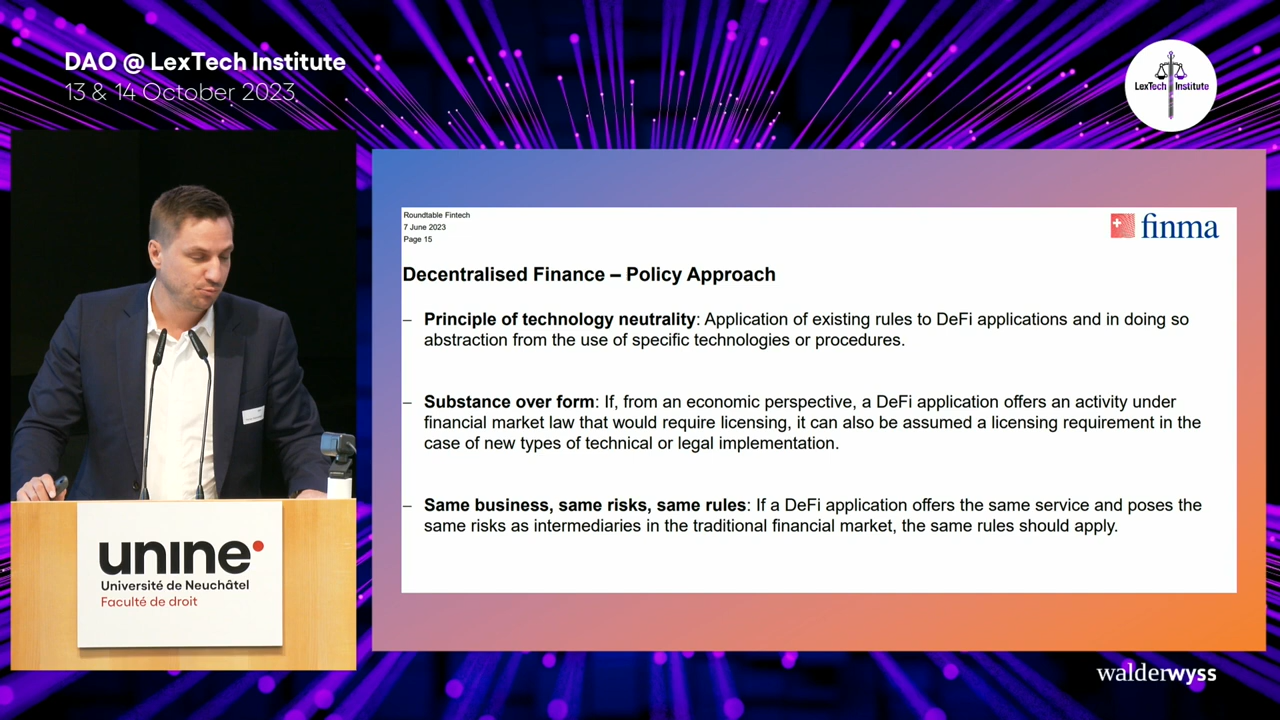 DAO @ LexTech Institute
13 & 14 October 2023
LexTech Institute
Roundtable Fintech
7 June 2023
Page 15
finma
Decentralised Finance – Policy Approach
– Principle of technology neutrality: Application of existing rules to DeFi applications and in doing so
abstraction from the use of specific technologies or procedures.
– Substance over form: If, from an economic perspective, a DeFi application offers an activity under
financial market law that would require licensing, it can also be assumed a licensing requirement in the
case of new types of technical or legal implementation.
– Same business, same risks, same rules: If a DeFi application offers the same service and poses the
same risks as intermediaries in the traditional financial market, the same rules should apply.
unine
Université de Neuchâtel
Faculté de droit
walderwyss